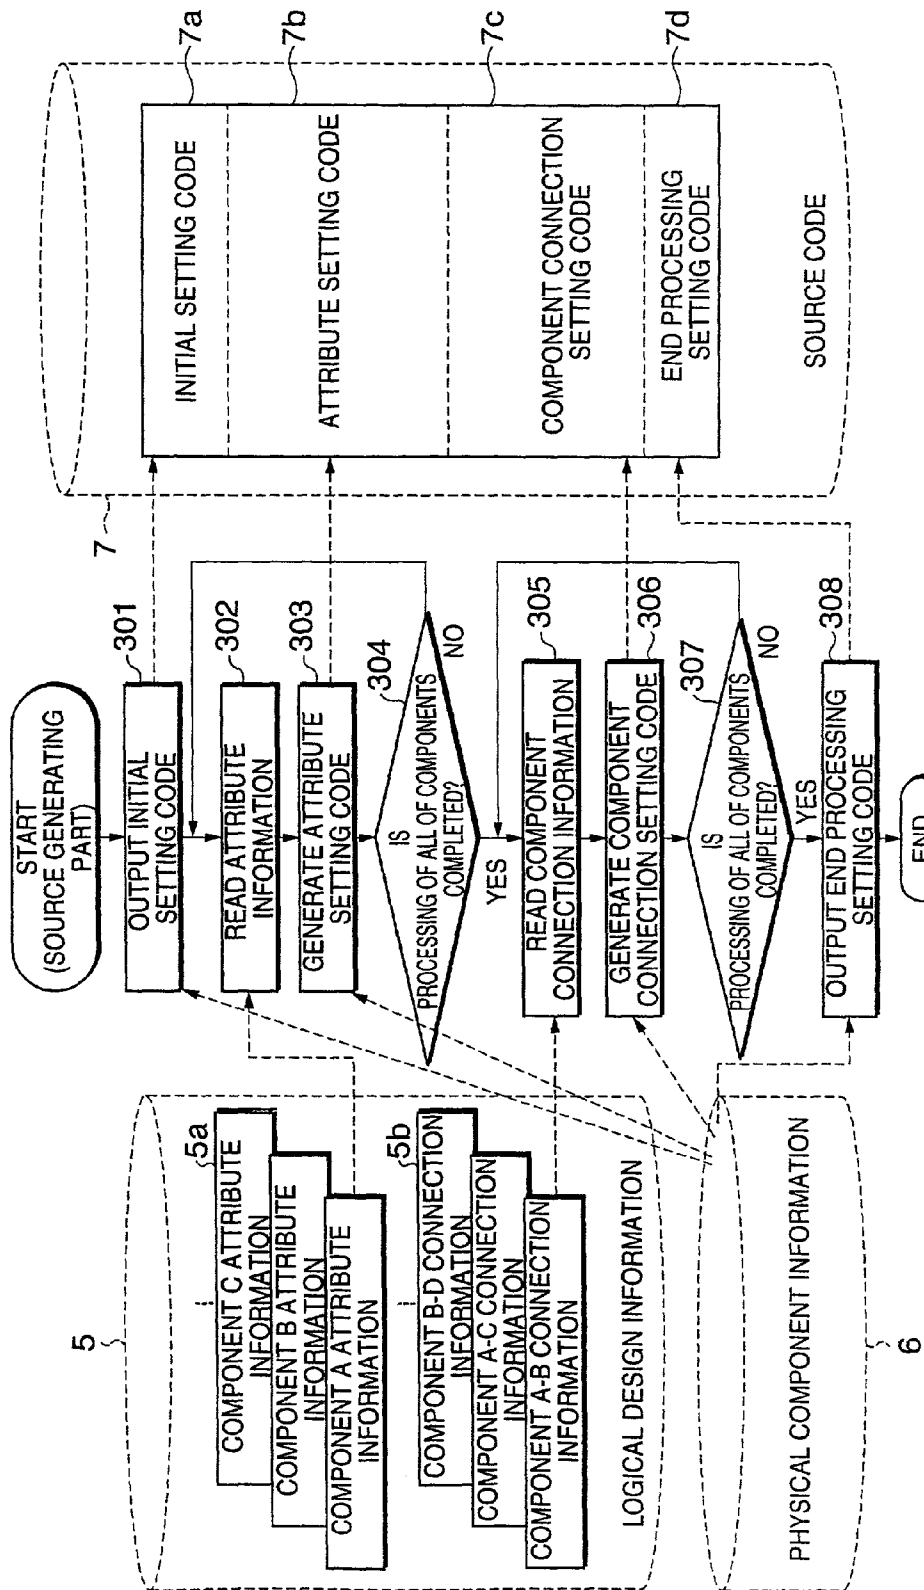 5
5a
COMPONENT C ATTRIBUTE
INFORMATION
COMPONENT B ATTRIBUTE
INFORMATION
COMPONENT A ATTRIBUTE
INFORMATION
5b
COMPONENT B-D CONNECTION
INFORMATION
COMPONENT A-C CONNECTION
INFORMATION
COMPONENT A-B CONNECTION
INFORMATION
LOGICAL DESIGN INFORMATION
PHYSICAL COMPONENT INFORMATION
6
START
(SOURCE GENERATING
PART)
301
OUTPUT INITIAL
SETTING CODE
302
READ ATTRIBUTE
INFORMATION
303
GENERATE ATTRIBUTE
SETTING CODE
304
IS
PROCESSING OF ALL OF COMPONENTS
COMPLETED?
NO
YES
305
READ COMPONENT
CONNECTION INFORMATION
306
GENERATE COMPONENT
CONNECTION SETTING CODE
307
IS
PROCESSING OF ALL OF COMPONENTS
COMPLETED?
NO
YES
308
OUTPUT END PROCESSING
SETTING CODE
END
7
7a
INITIAL SETTING CODE
7b
ATTRIBUTE SETTING CODE
7c
COMPONENT CONNECTION
SETTING CODE
7d
END PROCESSING
SETTING CODE
SOURCE CODE